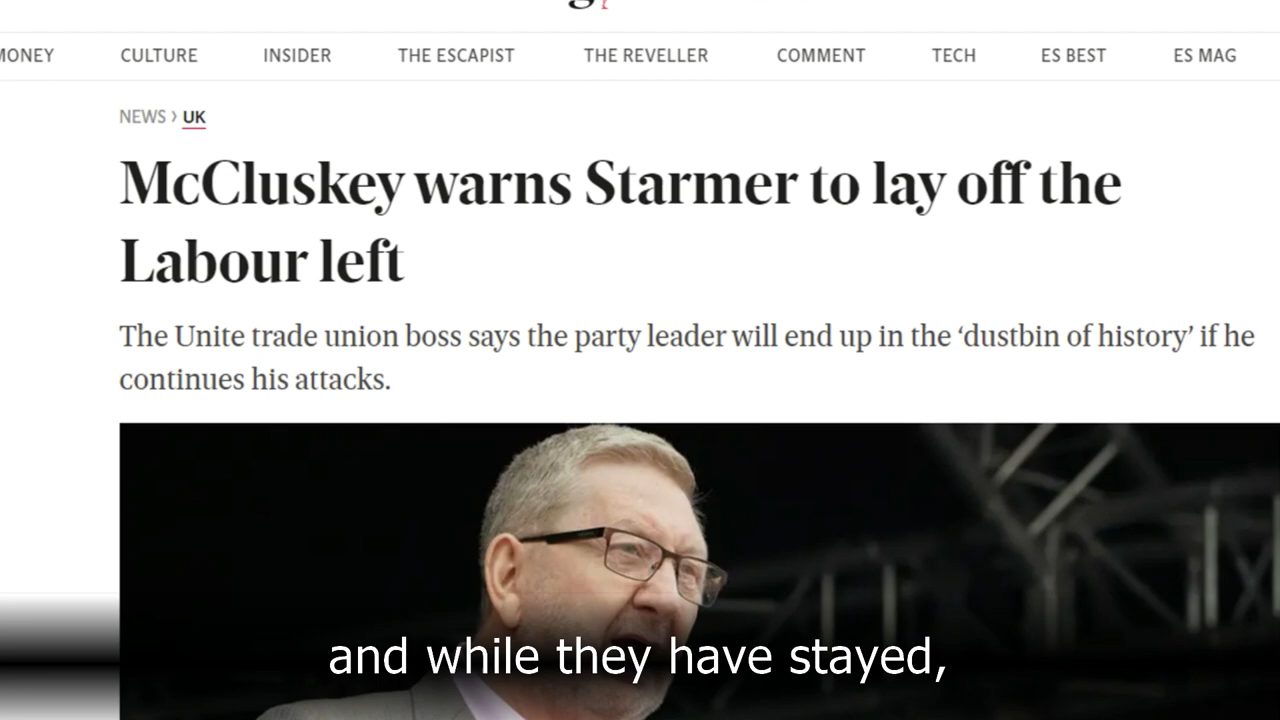 MONEY CULTURE INSIDER THE ESCAPIST THE REVELLER COMMENT TECH ES BEST ES MAG
NEWS › UK
McCluskey warns Starmer to lay off the
Labour left
The Unite trade union boss says the party leader will end up in the ‘dustbin of history’ if he
continues his attacks.
and while they have stayed,